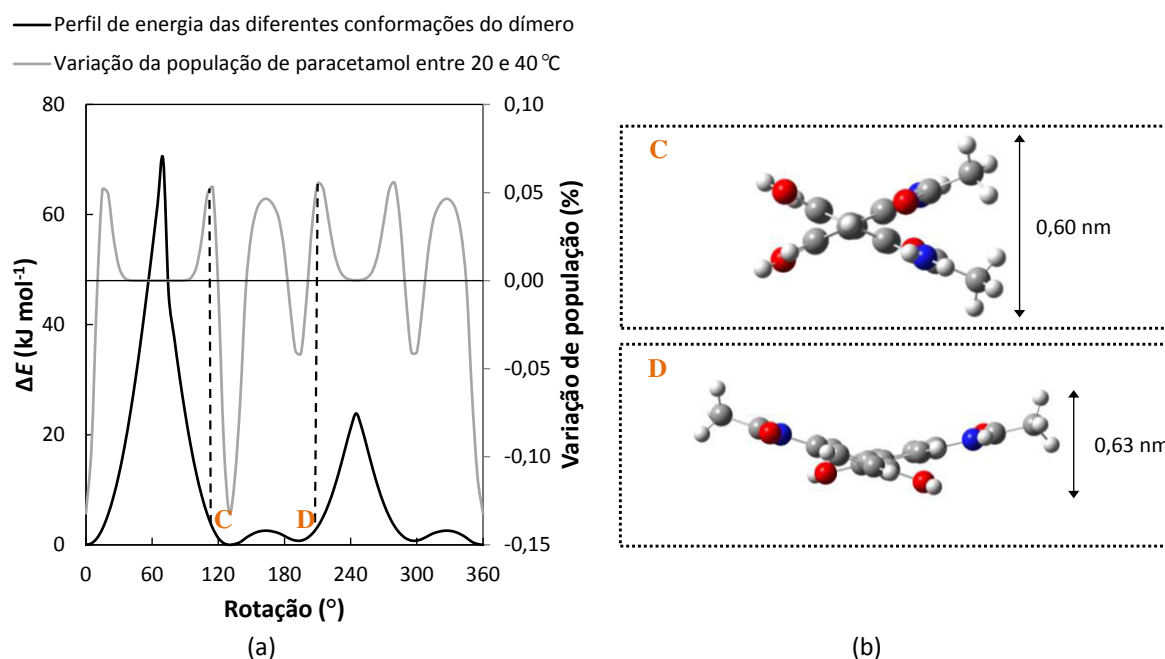 Perfil de energia das diferentes conformações do dímero
Variação da população de paracetamol entre 20 e 40 °C
80
60
40
20
0
ΔE (kJ mol⁻¹)
0,10
0,05
0,00
-0,05
-0,10
-0,15
Variação de população (%)
C
D
0
60
120
180
240
300
360
Rotação (°)
(a)
C
0,60 nm
D
0,63 nm
(b)